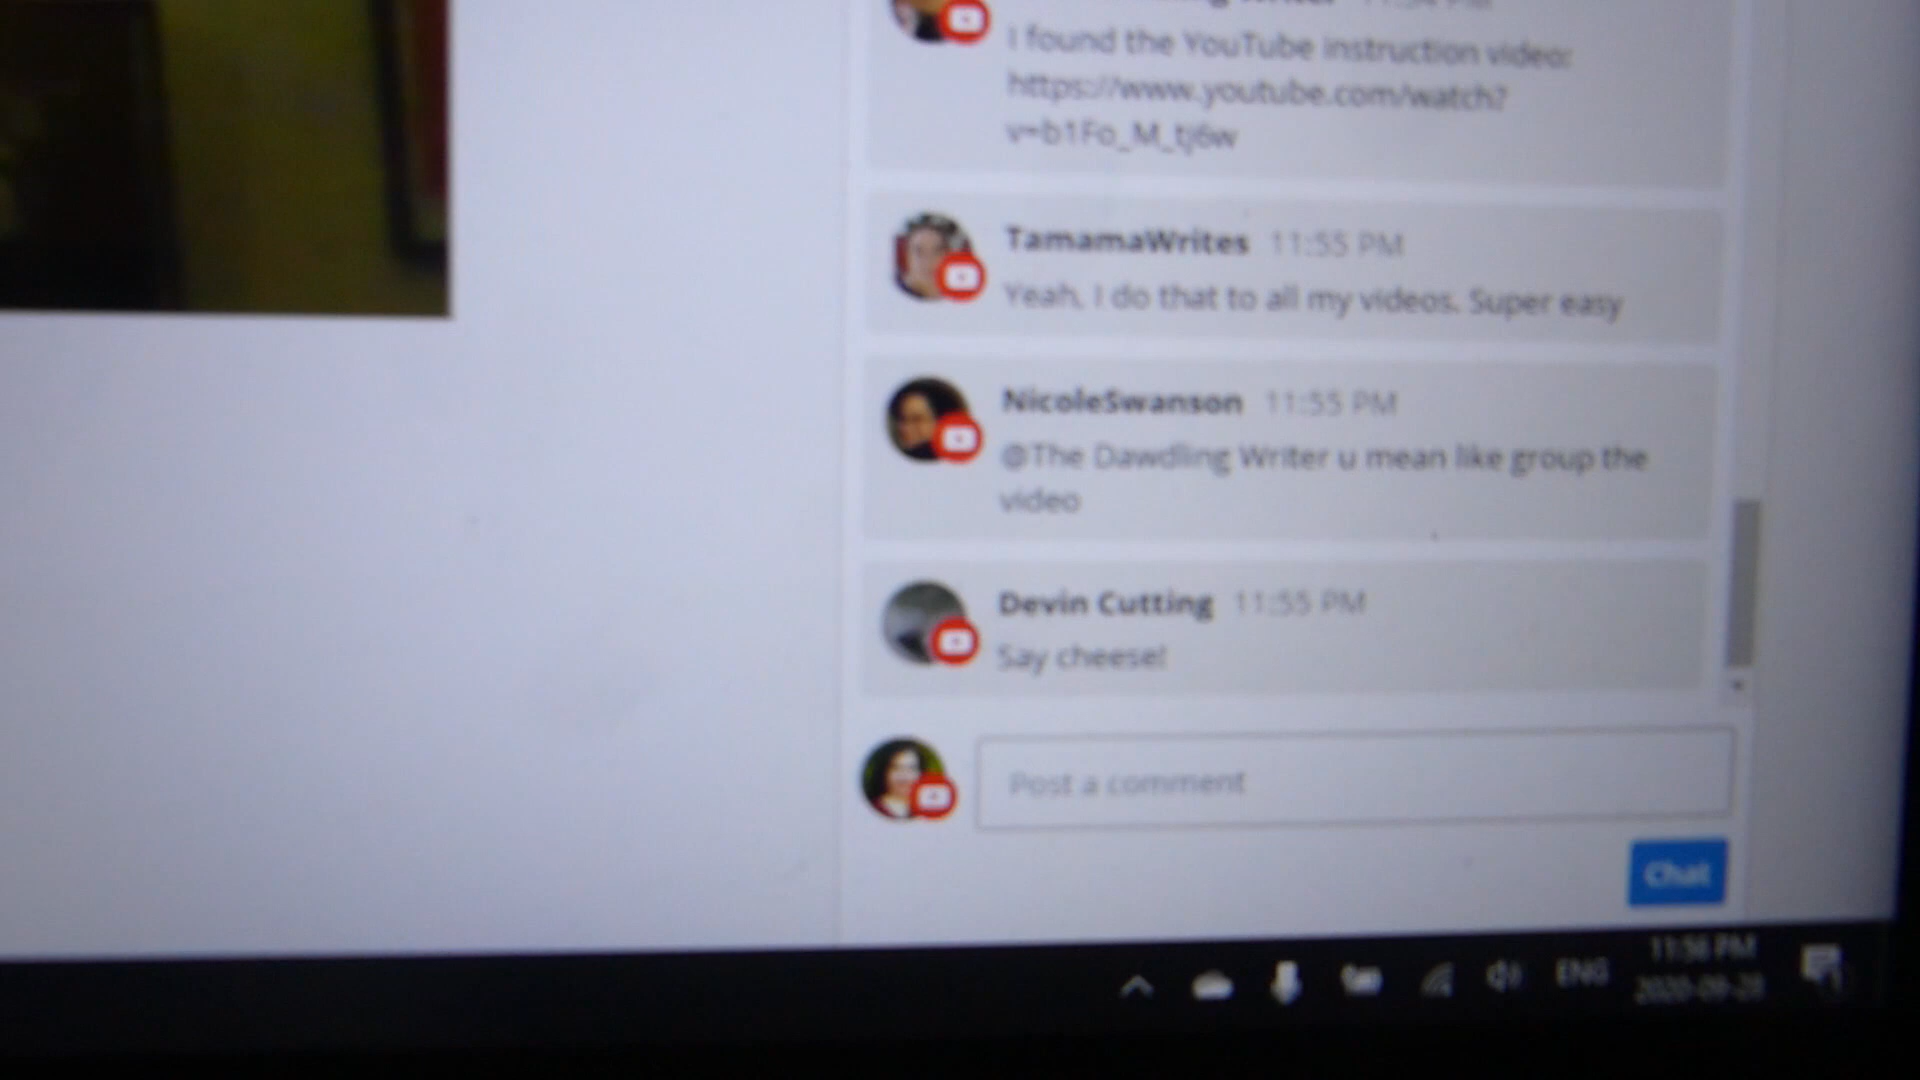 I found the YouTube instruction video:
https://www.youtube.com/watch?
v=b1Fo_M_tj6w
TamamaWrites 11:55 PM
Yeah, I do that to all my videos. Super easy
NicoleSwanson 11:55 PM
@The Dawdling Writer u mean like group the
video
Devin Cutting 11:55 PM
Say cheese!
Post a comment
Chat
11:56 PM
ENG
2020-09-28